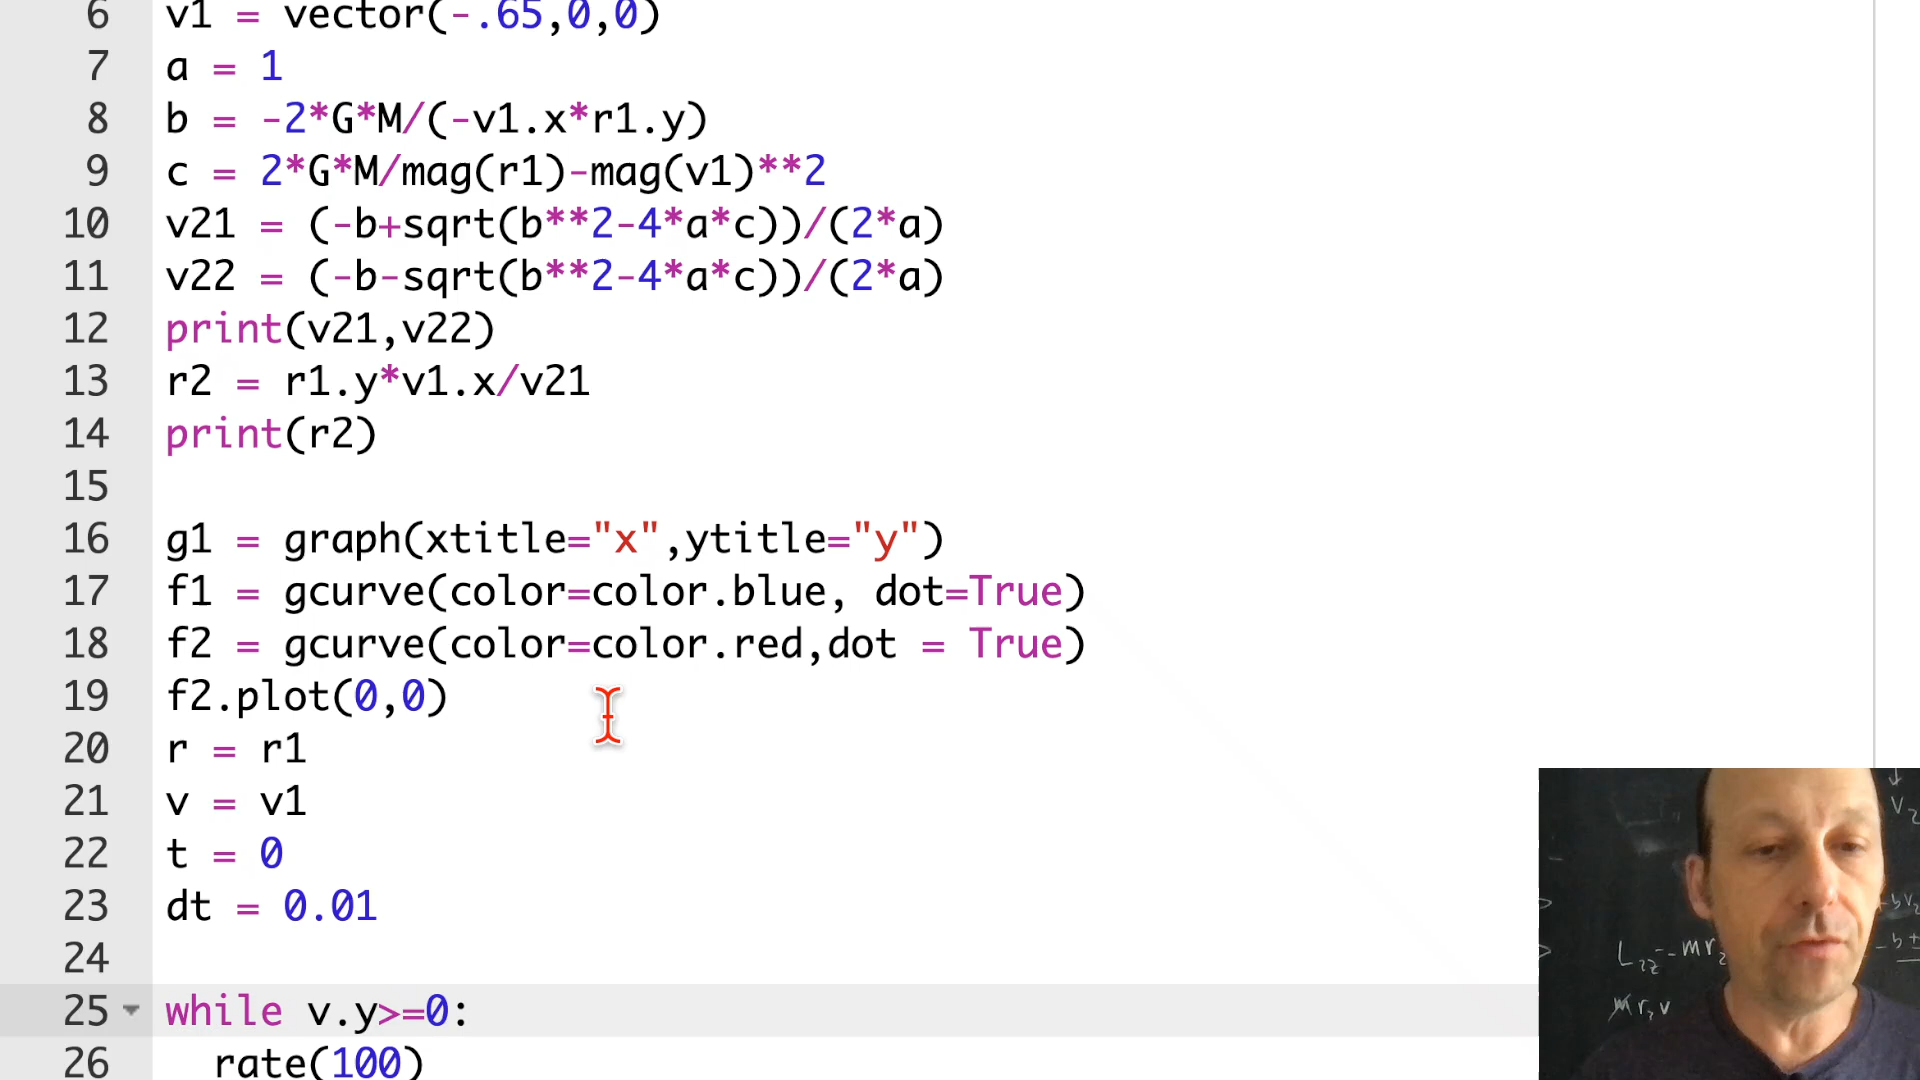 6 v1 = vector(-.65,0,0)
7 a = 1
8 b = -2*G*M/(-v1.x*r1.y)
9 c = 2*G*M/mag(r1)-mag(v1)**2
10 v21 = (-b+sqrt(b**2-4*a*c))/(2*a)
11 v22 = (-b-sqrt(b**2-4*a*c))/(2*a)
12 print(v21,v22)
13 r2 = r1.y*v1.x/v21
14 print(r2)
15
16 g1 = graph(xtitle="x",ytitle="y")
17 f1 = gcurve(color=color.blue, dot=True)
18 f2 = gcurve(color=color.red,dot = True)
19 f2.plot(0,0)
20 r = r1
21 v = v1
22 t = 0
23 dt = 0.01
24
25 while v.y>=0:
26 rate(100)
V2
-b+